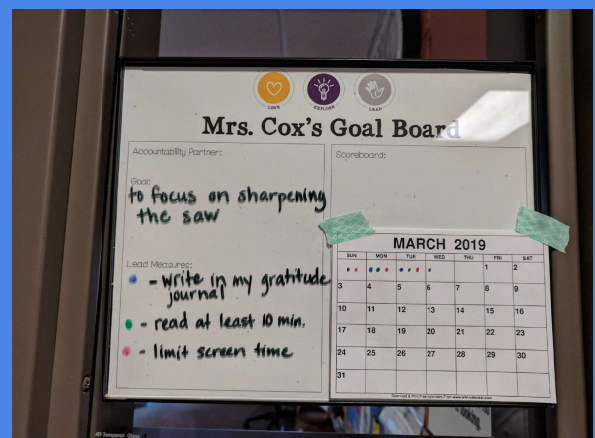 LOVE EXPLORE LEAD
Mrs. Cox's Goal Board
Accountability Partner:
Goal:
to focus on sharpening
the saw
Lead Measures:
- write in my gratitude
journal
- read at least 10 min.
- limit screen time
Scoreboard:
MARCH 2019
SUN MON TUE WED THU FRI SAT
1 2
3 4 5 6 7 8 9
10 11 12 13 14 15 16
17 18 19 20 21 22 23
24 25 26 27 28 29 30
31